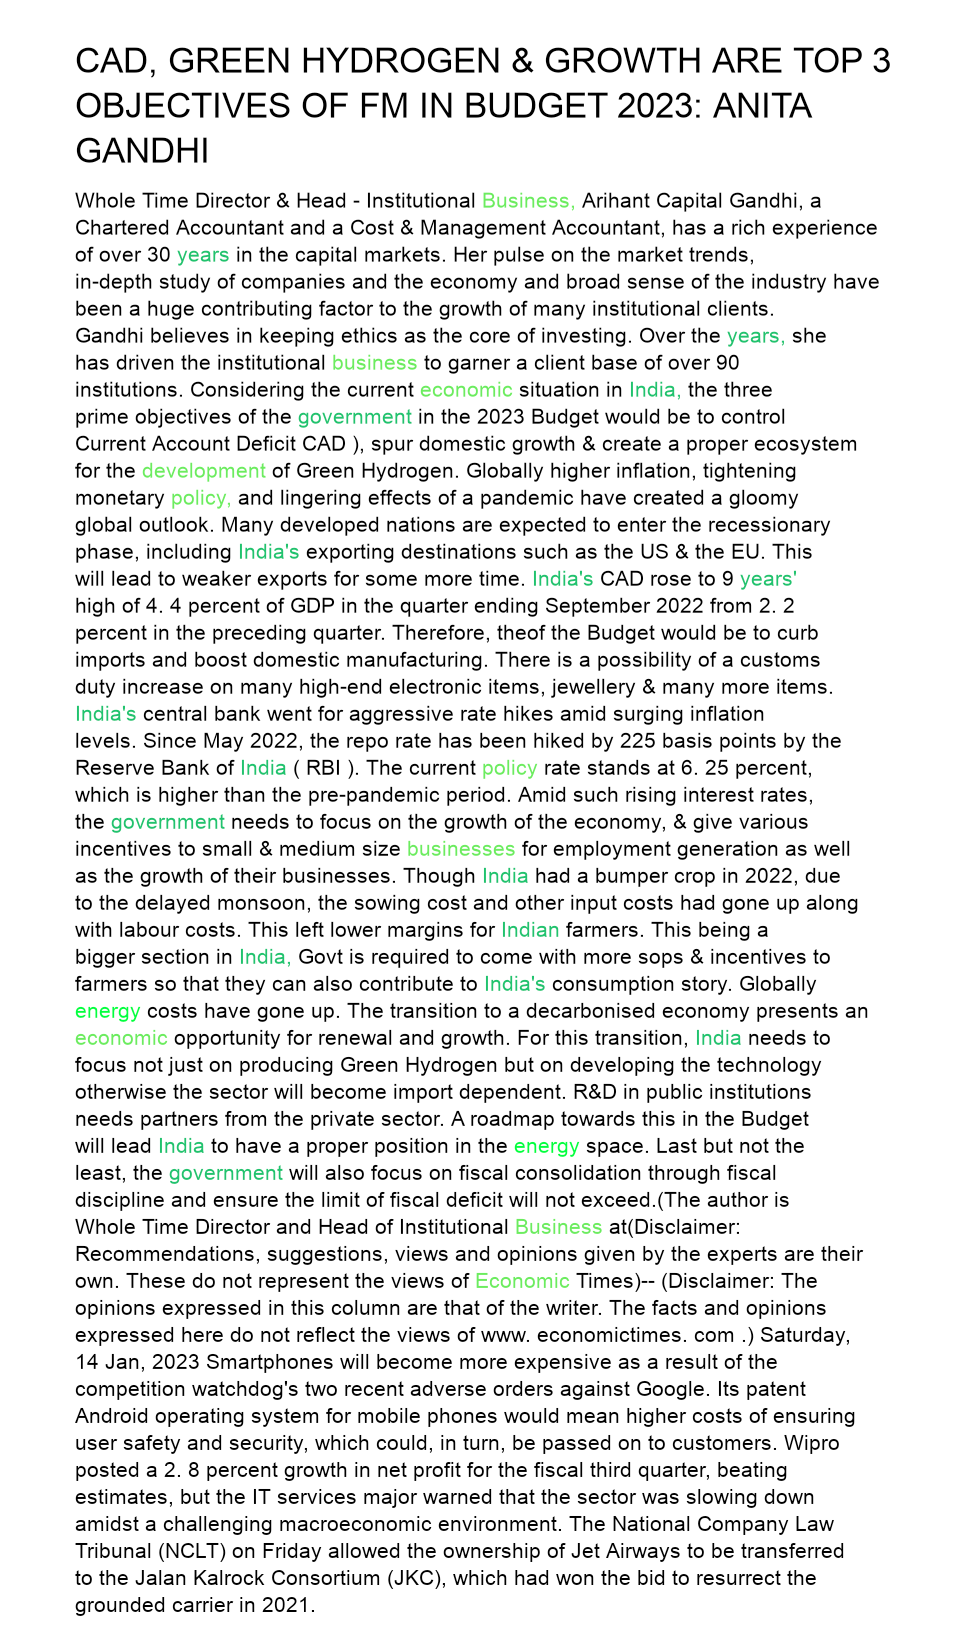 CAD, GREEN HYDROGEN & GROWTH ARE TOP 3
OBJECTIVES OF FM IN BUDGET 2023: ANITA
GANDHI
Whole Time Director & Head - Institutional Business, Arihant Capital Gandhi, a
Chartered Accountant and a Cost & Management Accountant, has a rich experience
of over 30 years in the capital markets. Her pulse on the market trends,
in-depth study of companies and the economy and broad sense of the industry have
been a huge contributing factor to the growth of many institutional clients.
Gandhi believes in keeping ethics as the core of investing. Over the years, she
has driven the institutional business to garner a client base of over 90
institutions. Considering the current economic situation in India, the three
prime objectives of the government in the 2023 Budget would be to control
Current Account Deficit CAD ), spur domestic growth & create a proper ecosystem
for the development of Green Hydrogen. Globally higher inflation, tightening
monetary policy, and lingering effects of a pandemic have created a gloomy
global outlook. Many developed nations are expected to enter the recessionary
phase, including India's exporting destinations such as the US & the EU. This
will lead to weaker exports for some more time. India's CAD rose to 9 years'
high of 4. 4 percent of GDP in the quarter ending September 2022 from 2. 2
percent in the preceding quarter. Therefore, theof the Budget would be to curb
imports and boost domestic manufacturing. There is a possibility of a customs
duty increase on many high-end electronic items, jewellery & many more items.
India's central bank went for aggressive rate hikes amid surging inflation
levels. Since May 2022, the repo rate has been hiked by 225 basis points by the
Reserve Bank of India ( RBI ). The current policy rate stands at 6. 25 percent,
which is higher than the pre-pandemic period. Amid such rising interest rates,
the government needs to focus on the growth of the economy, & give various
incentives to small & medium size businesses for employment generation as well
as the growth of their businesses. Though India had a bumper crop in 2022, due
to the delayed monsoon, the sowing cost and other input costs had gone up along
with labour costs. This left lower margins for Indian farmers. This being a
bigger section in India, Govt is required to come with more sops & incentives to
farmers so that they can also contribute to India's consumption story. Globally
energy costs have gone up. The transition to a decarbonised economy presents an
economic opportunity for renewal and growth. For this transition, India needs to
focus not just on producing Green Hydrogen but on developing the technology
otherwise the sector will become import dependent. R&D in public institutions
needs partners from the private sector. A roadmap towards this in the Budget
will lead India to have a proper position in the energy space. Last but not the
least, the government will also focus on fiscal consolidation through fiscal
discipline and ensure the limit of fiscal deficit will not exceed.(The author is
Whole Time Director and Head of Institutional Business at(Disclaimer:
Recommendations, suggestions, views and opinions given by the experts are their
own. These do not represent the views of Economic Times)-- (Disclaimer: The
opinions expressed in this column are that of the writer. The facts and opinions
expressed here do not reflect the views of www. economictimes. com .) Saturday,
14 Jan, 2023 Smartphones will become more expensive as a result of the
competition watchdog's two recent adverse orders against Google. Its patent
Android operating system for mobile phones would mean higher costs of ensuring
user safety and security, which could, in turn, be passed on to customers. Wipro
posted a 2. 8 percent growth in net profit for the fiscal third quarter, beating
estimates, but the IT services major warned that the sector was slowing down
amidst a challenging macroeconomic environment. The National Company Law
Tribunal (NCLT) on Friday allowed the ownership of Jet Airways to be transferred
to the Jalan Kalrock Consortium (JKC), which had won the bid to resurrect the
grounded carrier in 2021.